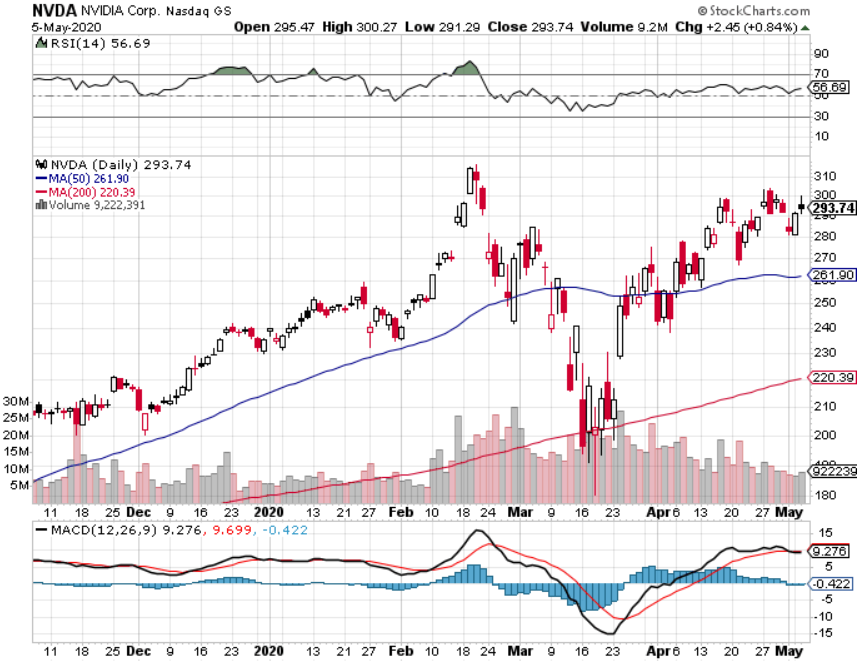 NVDA NVIDIA Corp. Nasdaq GS
© StockCharts.com
5-May-2020
Open 295.47 High 300.27 Low 291.29 Close 293.74 Volume 9.2M Chg +2.45 (+0.84%)
RSI(14) 56.69
90
70
56.69
50
30
10
NVDA (Daily) 293.74
MA(50) 261.90
MA(200) 220.39
Volume 9,222,391
310
300
293.74
290
280
270
261.90
260
250
240
230
220.39
210
200
190
922239
180
30M
25M
20M
15M
10M
5M
11 18 25 Dec 9 16 23 2020 13 21 27 Feb 10 18 24 Mar 9 16 23 Apr 6 13 20 27 May
MACD(12,26,9) 9.276, 9.699, -0.422
15
9.276
5
-0.422
-5
-10
-15
11 18 25 Dec 9 16 23 2020 13 21 27 Feb 10 18 24 Mar 9 16 23 Apr 6 13 20 27 May